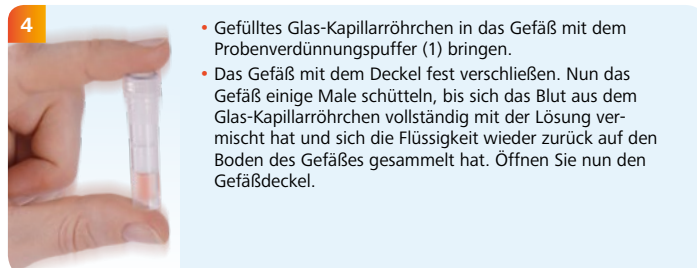 4
• Gefülltes Glas-Kapillarröhrchen in das Gefäß mit dem
Probenverdünnungspuffer (1) bringen.
• Das Gefäß mit dem Deckel fest verschließen. Nun das
Gefäß einige Male schütteln, bis sich das Blut aus dem
Glas-Kapillarröhrchen vollständig mit der Lösung ver-
mischt hat und sich die Flüssigkeit wieder zurück auf den
Boden des Gefäßes gesammelt hat. Öffnen Sie nun den
Gefäßdeckel.